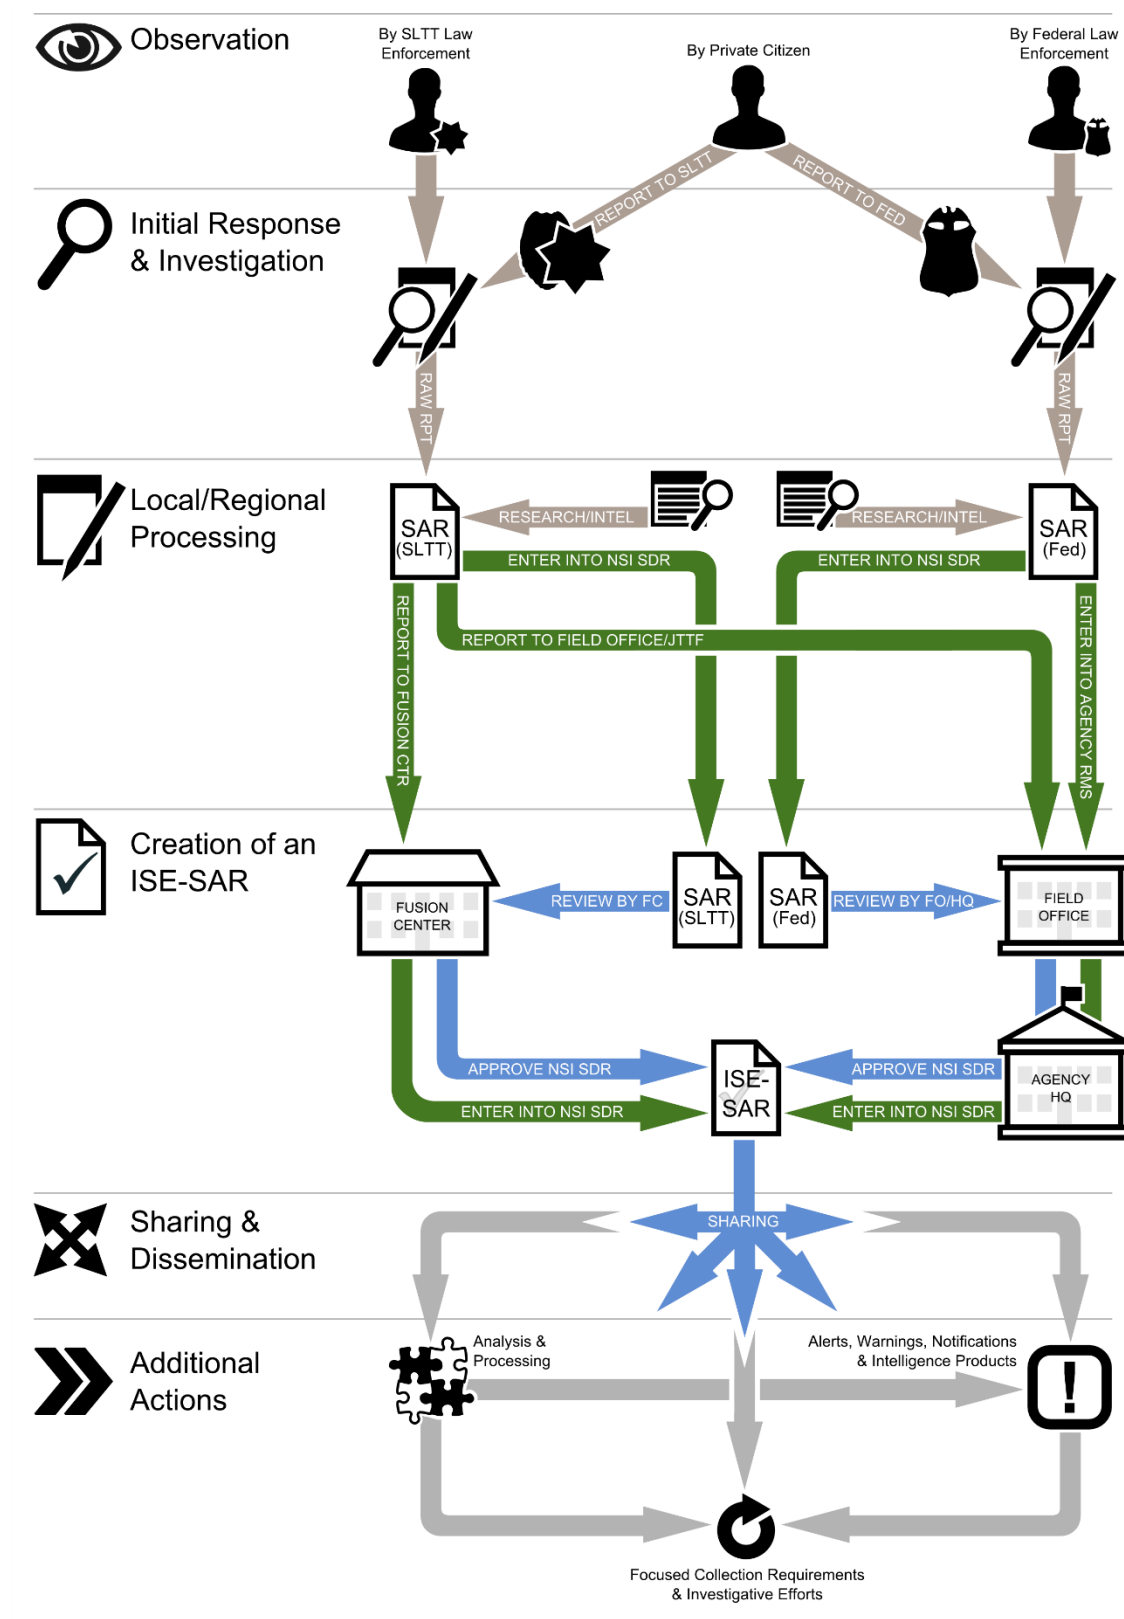 Observation
By SLTT Law
Enforcement
By Private Citizen
By Federal Law
Enforcement
REPORT TO SLTT
REPORT TO FED
Initial Response
& Investigation
RAW RPT
RAW RPT
Local/Regional
Processing
SAR
(SLTT)
RESEARCH/INTEL
RESEARCH/INTEL
SAR
(Fed)
ENTER INTO NSI SDR
ENTER INTO NSI SDR
REPORT TO FUSION CTR
REPORT TO FIELD OFFICE/JTTF
ENTER INTO AGENCY RMS
Creation of an
ISE-SAR
FUSION
CENTER
REVIEW BY FC
SAR
(SLTT)
SAR
(Fed)
REVIEW BY FO/HQ
FIELD
OFFICE
APPROVE NSI SDR
ISE-
SAR
APPROVE NSI SDR
AGENCY
HQ
ENTER INTO NSI SDR
ENTER INTO NSI SDR
Sharing &
Dissemination
SHARING
Additional
Actions
Analysis &
Processing
Alerts, Warnings, Notifications
& Intelligence Products
Focused Collection Requirements
& Investigative Efforts